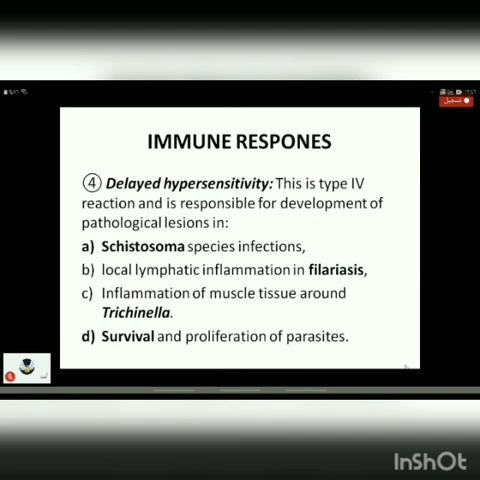 تسجيل
IMMUNE RESPONES
④ Delayed hypersensitivity: This is type IV
reaction and is responsible for development of
pathological lesions in:
a) Schistosoma species infections,
b) local lymphatic inflammation in filariasis,
c) Inflammation of muscle tissue around
Trichinella.
d) Survival and proliferation of parasites.
InShOt